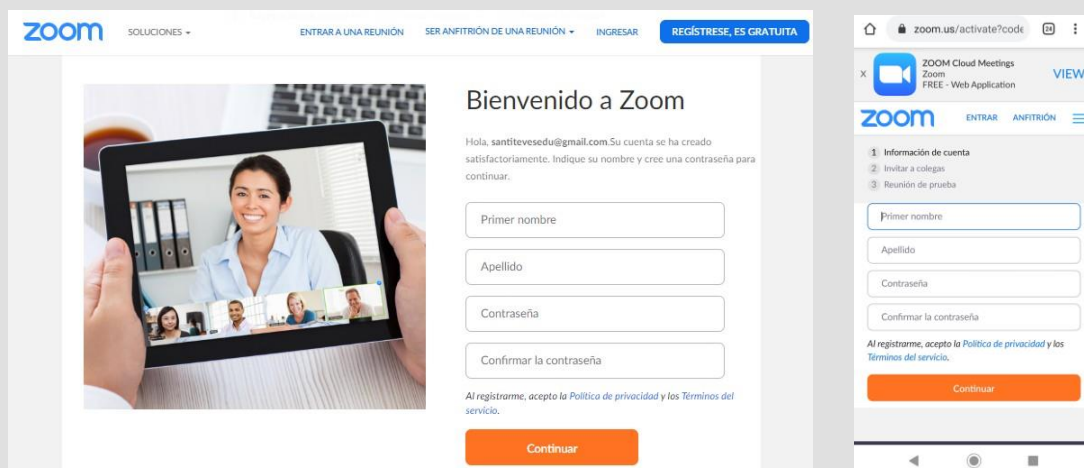 zoom
SOLUCIONES
ENTRAR A UNA REUNIÓN
SER ANFITRIÓN DE UNA REUNIÓN
INGRESAR
REGÍSTRESE, ES GRATUITA
Bienvenido a Zoom
Hola, santitevesedu@gmail.com.Su cuenta se ha creado
satisfactoriamente. Indique su nombre y cree una contraseña para
continuar.
Primer nombre
Apellido
Contraseña
Confirmar la contraseña
Al registrarme, acepto la Política de privacidad y los Términos del
servicio.
Continuar
zoom.us/activate?code
24
X
ZOOM Cloud Meetings
Zoom
FREE - Web Application
VIEW
zoom
ENTRAR
ANFITRIÓN
1 Información de cuenta
2 Invitar a colegas
3 Reunión de prueba
Primer nombre
Apellido
Contraseña
Confirmar la contraseña
Al registrarme, acepto la Política de privacidad y los
Términos del servicio.
Continuar